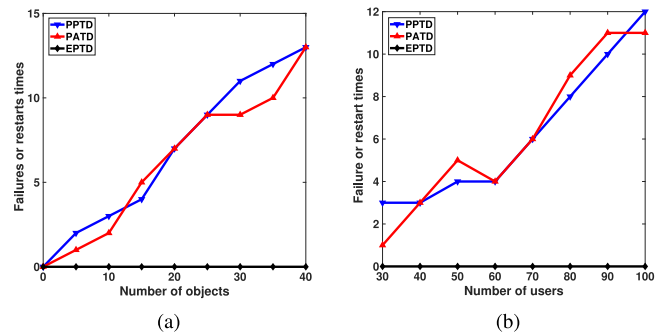 15
10
5
0
Failures or restarts times
PPTD
PATD
EPTD
0 10 20 30 40
Number of objects
(a)
12
10
8
6
4
2
0
Failure or restart times
PPTD
PATD
EPTD
30 40 50 60 70 80 90 100
Number of users
(b)